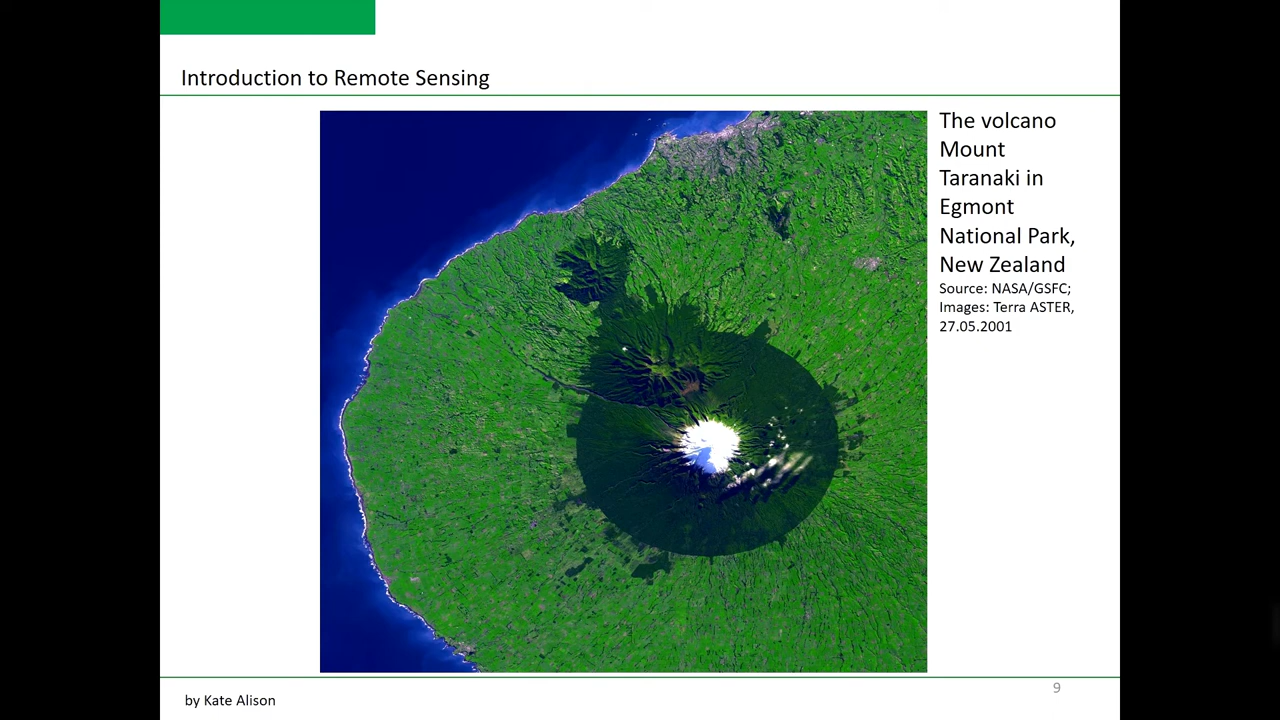 Introduction to Remote Sensing
The volcano
Mount
Taranaki in
Egmont
National Park,
New Zealand
Source: NASA/GSFC;
Images: Terra ASTER,
27.05.2001
by Kate Alison
9